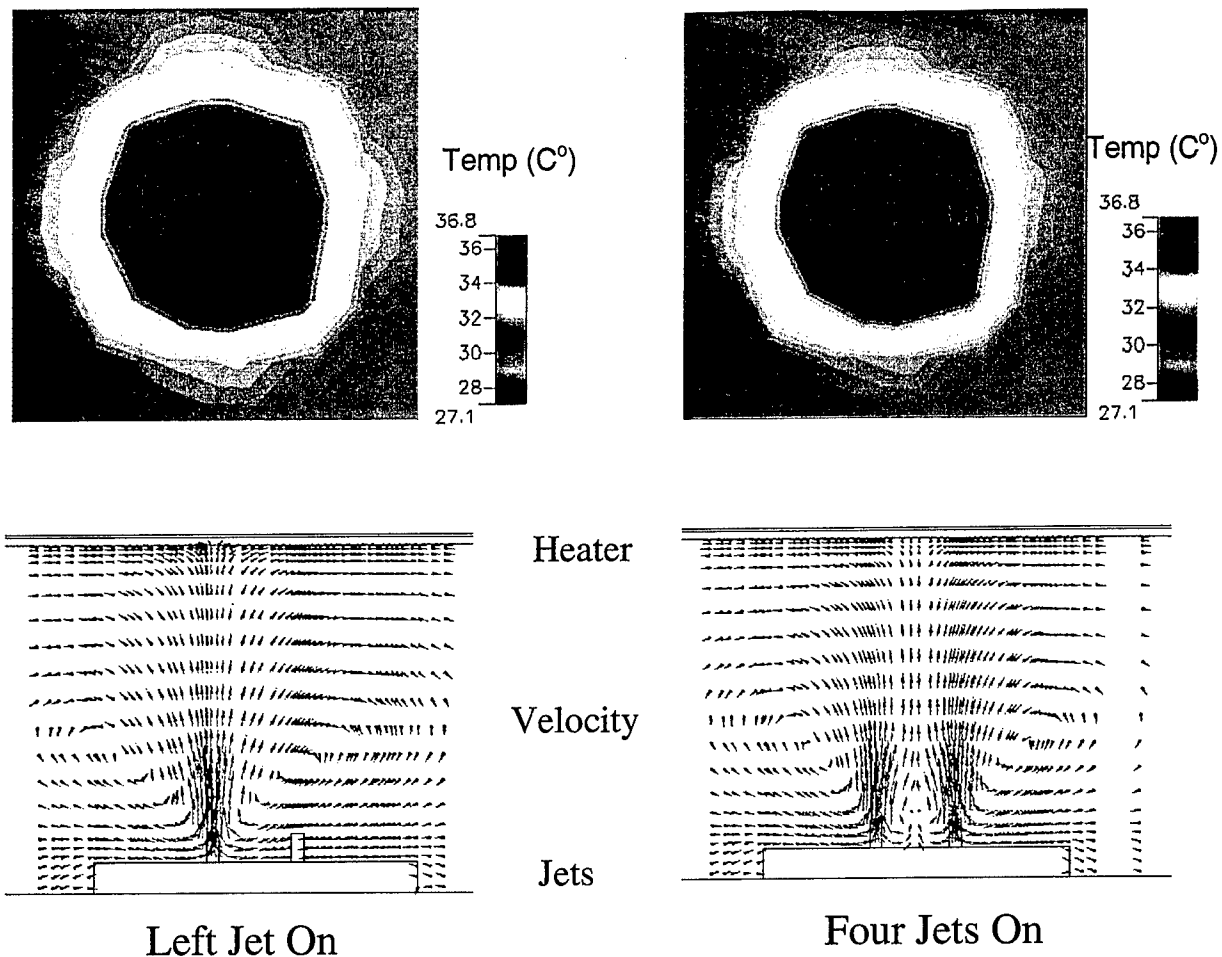 Temp (C°)
36.8
36
34
32
30
28
27.1
Temp (C°)
36.8
36
34
32
30
28
27.1
Heater
Velocity
Jets
Left Jet On
Four Jets On